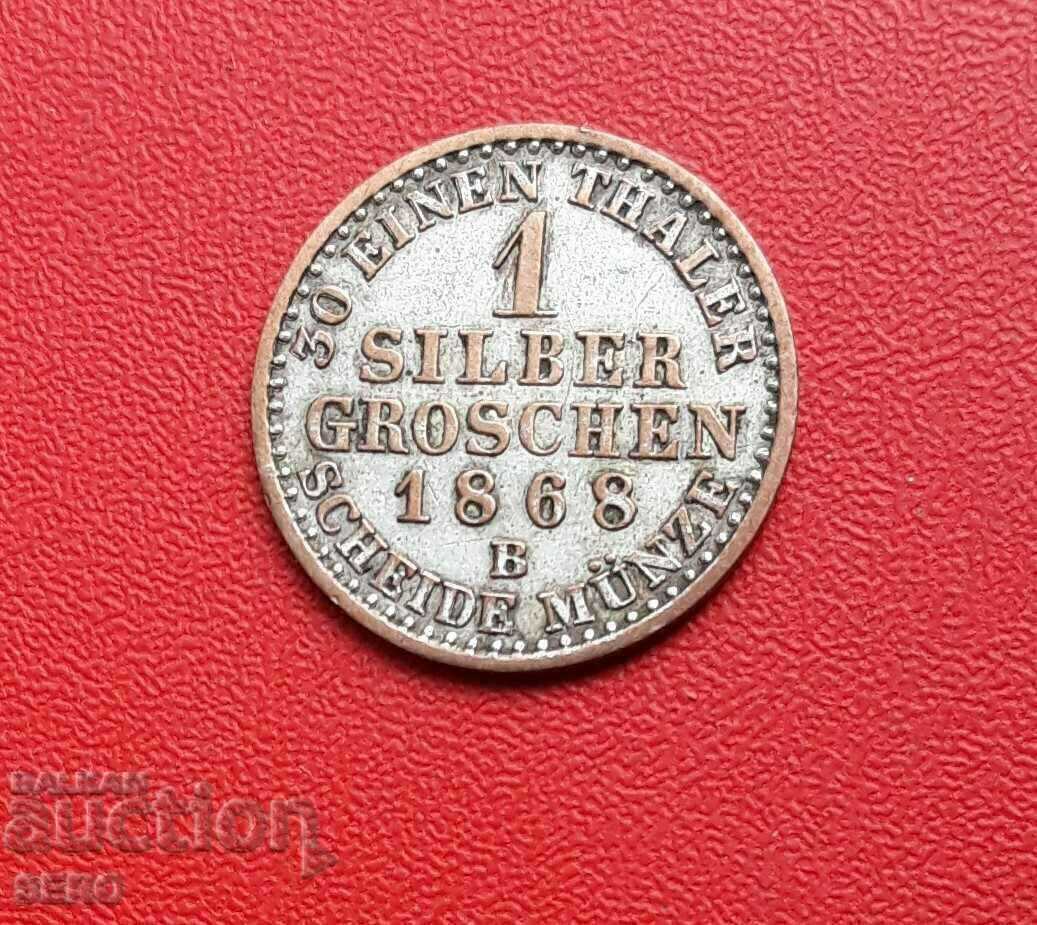 30 EINEN THALER
1
SILBER
GROSCHEN
1868
B
SCHEIDE MÜNZE
BALKAN
auction
SERO